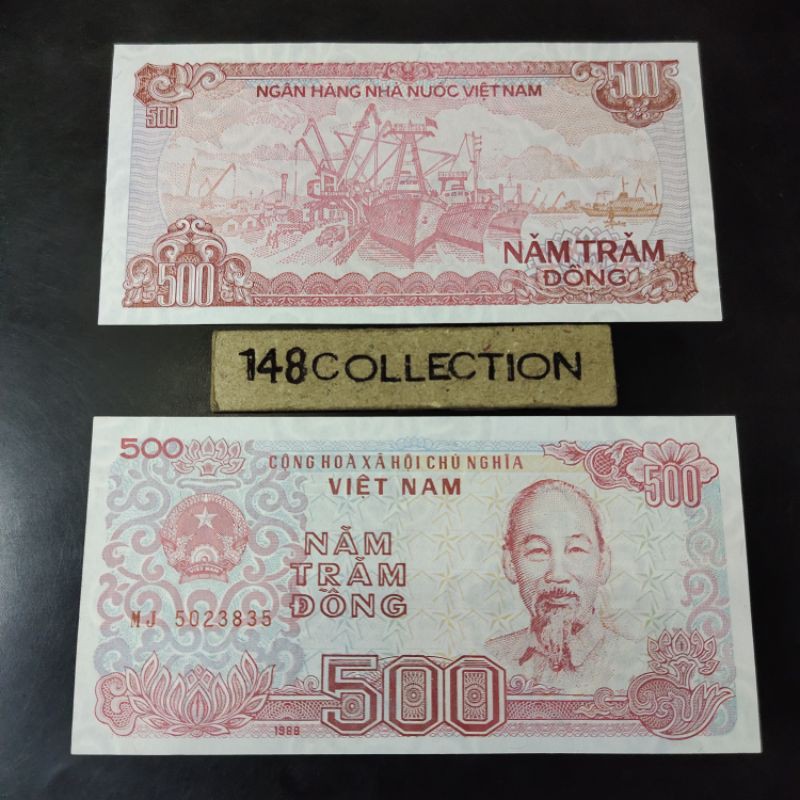 500
NGÂN HÀNG NHÀ NƯỚC VIỆT NAM
500
500
NĂM TRĂM
ĐỒNG
148COLLECTION
500
CỘNG HOÀ XÃ HỘI CHỦ NGHĨA
VIỆT NAM
500
NĂM
TRĂM
ĐỒNG
MJ 5023835
500
1988